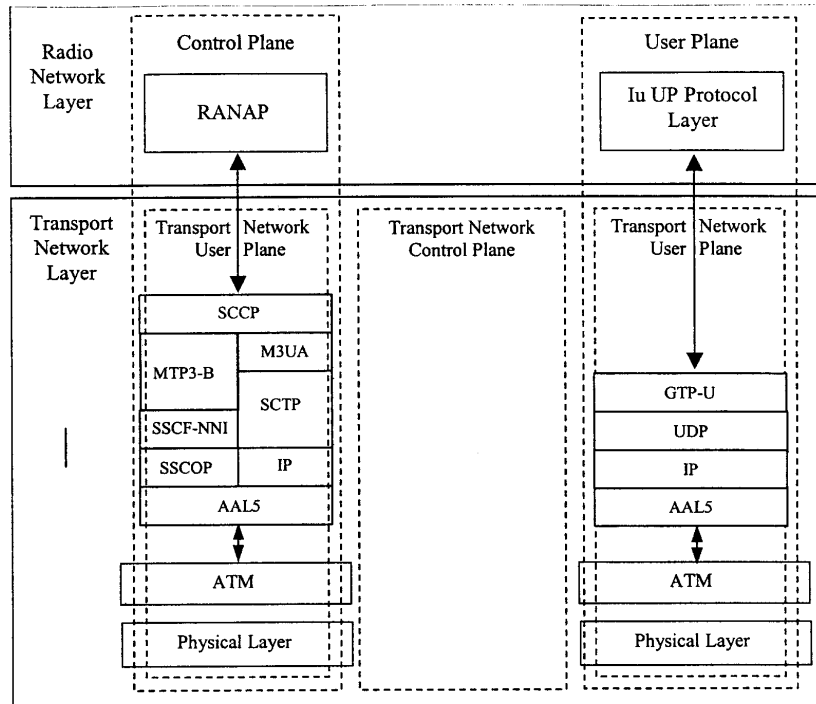 Radio
Network
Layer
Control Plane
RANAP
User Plane
Iu UP Protocol
Layer
Transport
Network
Layer
Transport Network
User Plane
SCCP
MTP3-B
M3UA
SCTP
SSCF-NNI
SSCOP
IP
AAL5
ATM
Physical Layer
Transport Network
Control Plane
Transport Network
User Plane
GTP-U
UDP
IP
AAL5
ATM
Physical Layer